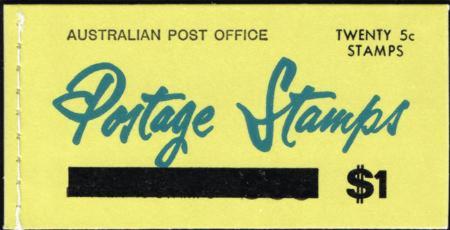 AUSTRALIAN POST OFFICE
TWENTY 5c
STAMPS
Postage Stamps
$1